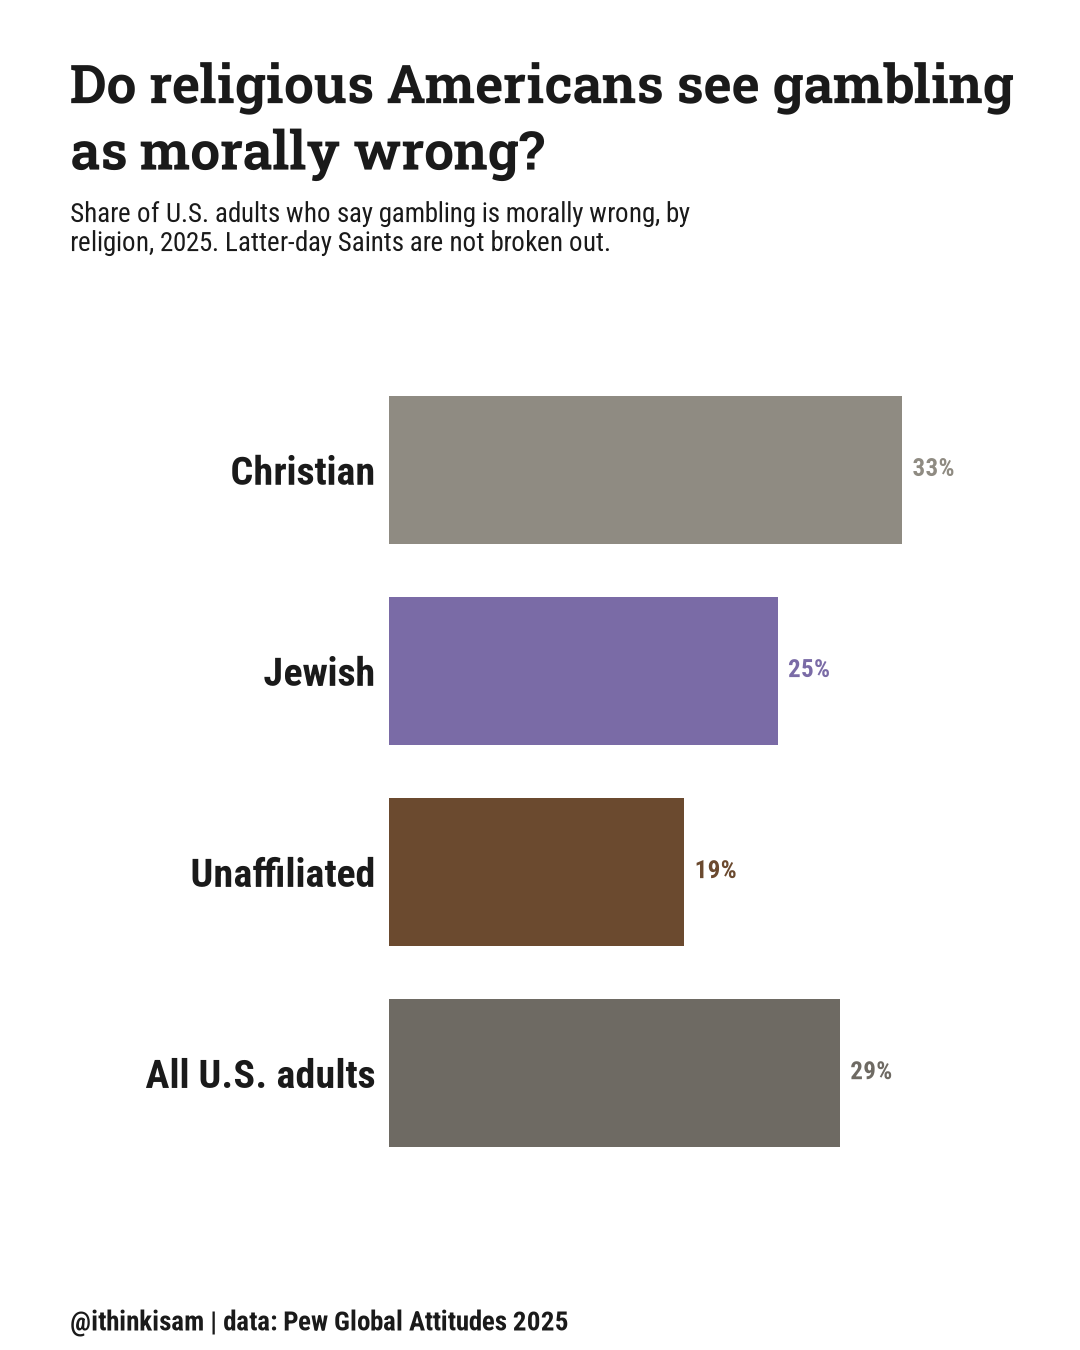 Do religious Americans see gambling
as morally wrong?
Share of U.S. adults who say gambling is morally wrong, by
religion, 2025. Latter-day Saints are not broken out.
Christian
33%
Jewish
25%
Unaffiliated
19%
All U.S. adults
29%
@ithinkisam | data: Pew Global Attitudes 2025